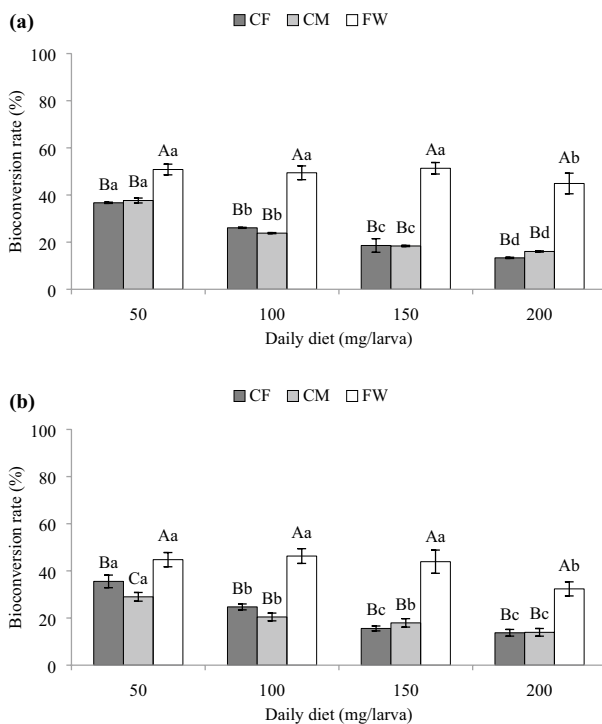 (a)
CF CM FW
Bioconversion rate (%)
100
80
60
40
20
0
Ba Ba Aa
Bb Bb Aa
Bc Bc Aa
Bd Bd Ab
50 100 150 200
Daily diet (mg/larva)
(b)
CF CM FW
Bioconversion rate (%)
100
80
60
40
20
0
Ba Ca Aa
Bb Bb Aa
Bc Bb Aa
Bc Bc Ab
50 100 150 200
Daily diet (mg/larva)